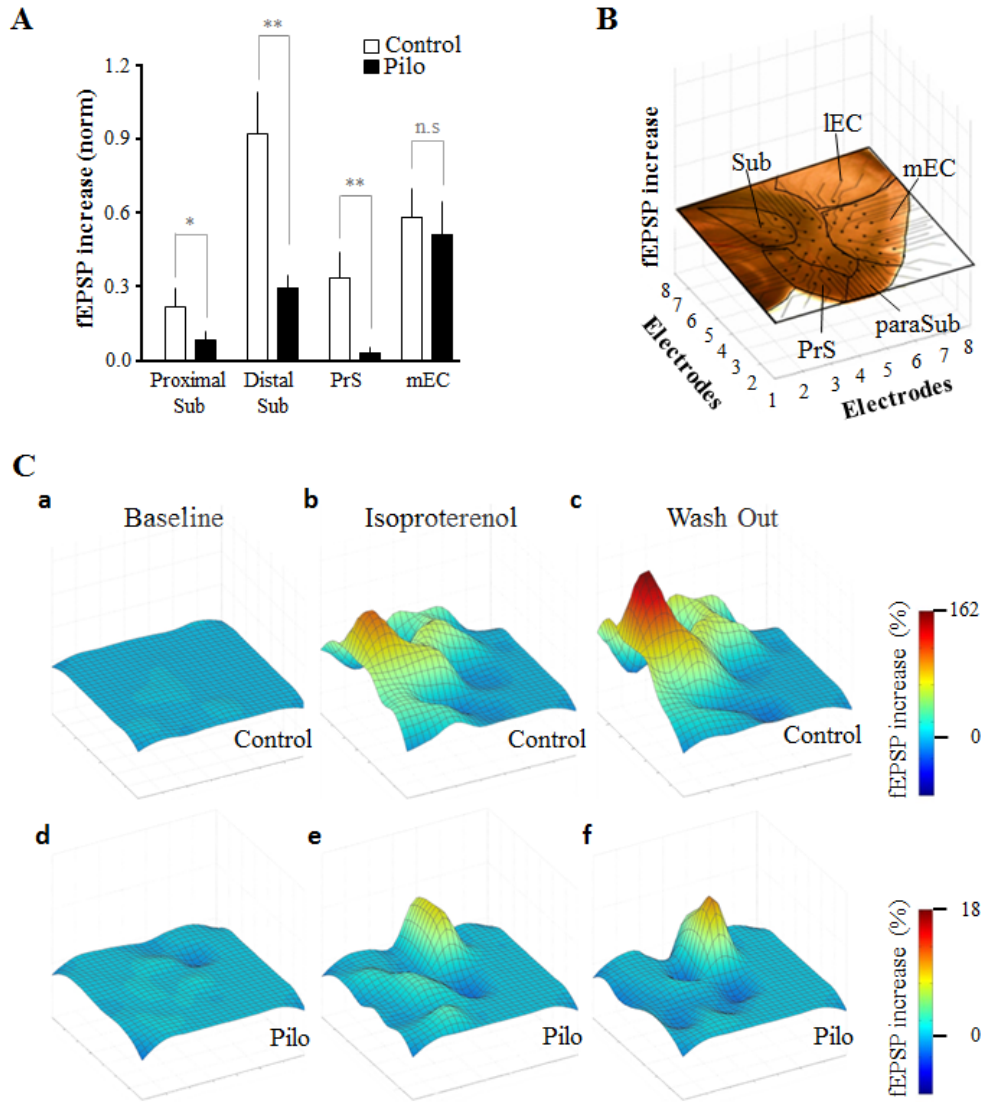 A
**
Control
Pilo
1.2
0.9
0.6
0.3
0.0
fEPSP increase (norm)
*
**
n.s
Proximal Sub
Distal Sub
PrS
mEC
B
fEPSP increase
lEC
Sub
mEC
paraSub
PrS
8
7
6
5
4
3
2
1
Electrodes
2
3
4
5
6
7
8
Electrodes
C
a
Baseline
b
Isoproterenol
c
Wash Out
Control
Control
Control
162
0
fEPSP increase (%)
d
e
f
Pilo
Pilo
Pilo
18
0
fEPSP increase (%)